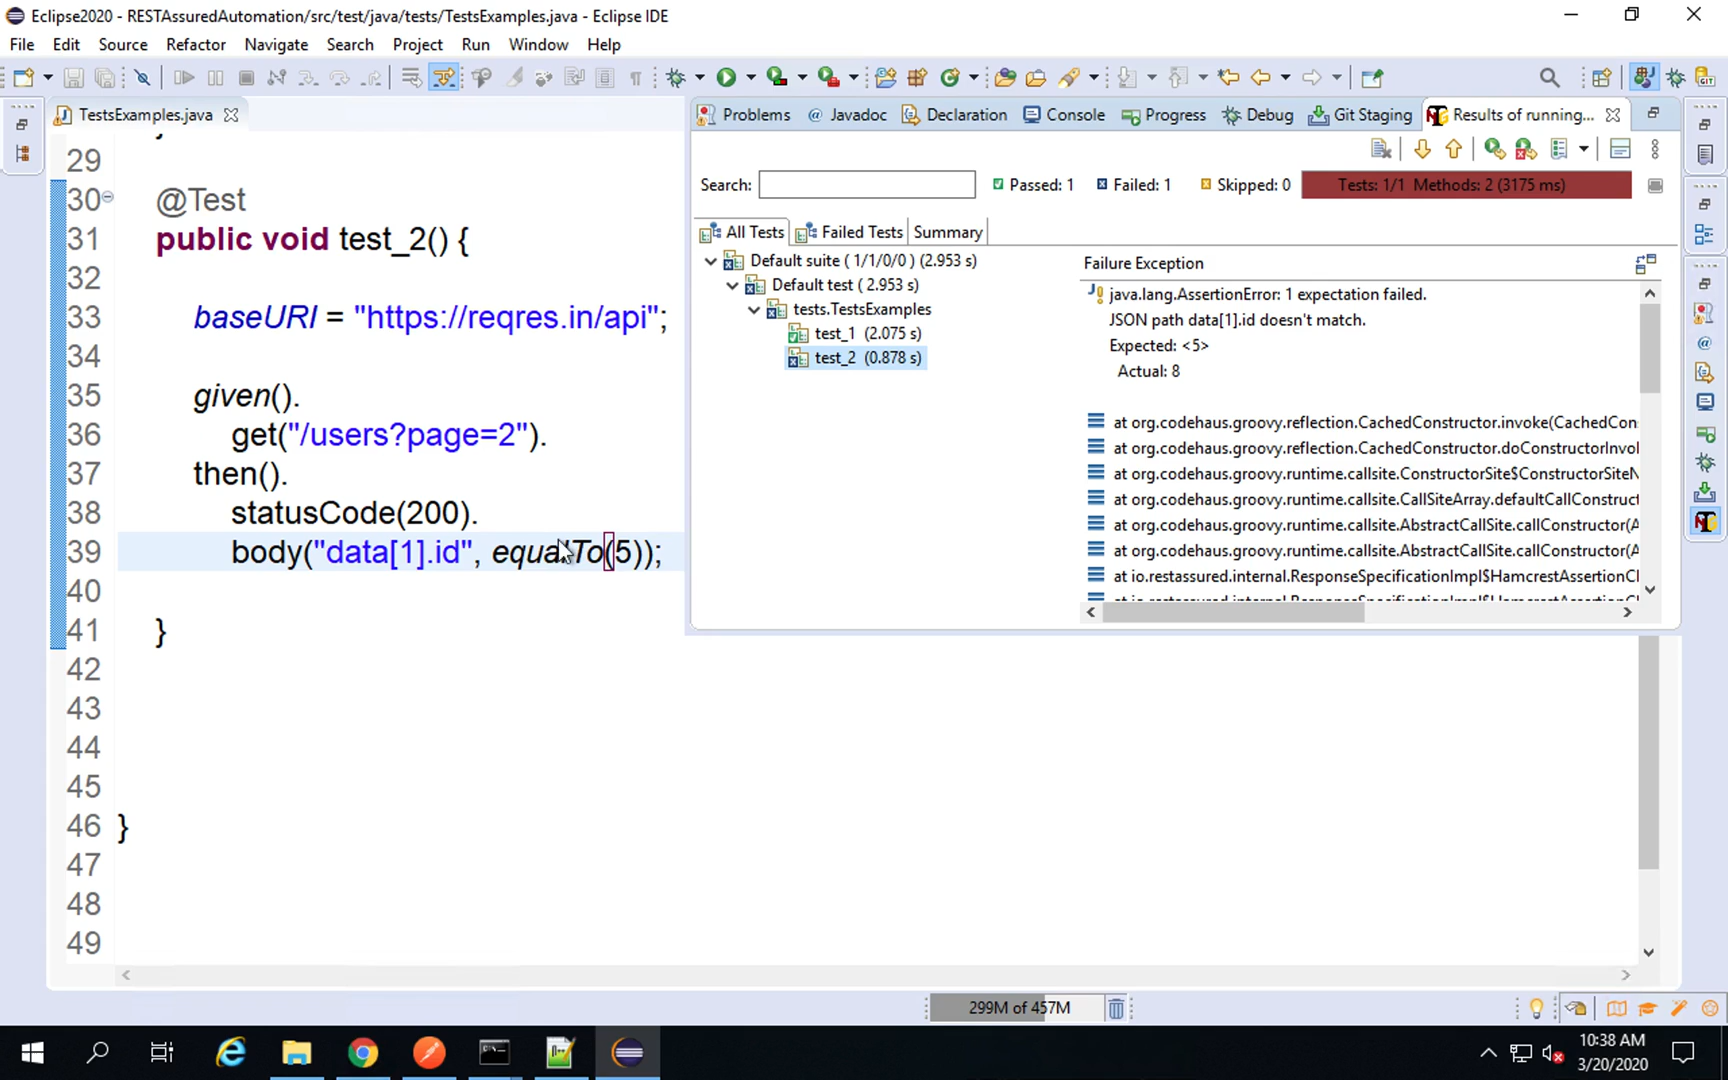 Eclipse2020 - RESTAssuredAutomation/src/test/java/tests/TestsExamples.java - Eclipse IDE
File Edit Source Refactor Navigate Search Project Run Window Help
TestsExamples.java
29 }
30 @Test
31 public void test_2() {
32
33 baseURI = "https://reqres.in/api";
34
35 given().
36 get("/users?page=2").
37 then().
38 statusCode(200).
39 body("data[1].id", equalTo(5));
40
41 }
42
43
44
45
46 }
47
48
49
Problems @ Javadoc Declaration Console Progress Debug Git Staging Results of running...
Search: Passed: 1 Failed: 1 Skipped: 0 Tests: 1/1 Methods: 2 (3175 ms)
All Tests Failed Tests Summary
Default suite ( 1/1/0/0 ) (2.953 s)
Default test ( 2.953 s)
tests.TestsExamples
test_1 (2.075 s)
test_2 (0.878 s)
Failure Exception
java.lang.AssertionError: 1 expectation failed.
JSON path data[1].id doesn't match.
Expected: <5>
Actual: 8
at org.codehaus.groovy.reflection.CachedConstructor.invoke(CachedCons
at org.codehaus.groovy.reflection.CachedConstructor.doConstructorInvol
at org.codehaus.groovy.runtime.callsite.ConstructorSite$ConstructorSiteN
at org.codehaus.groovy.runtime.callsite.CallSiteArray.defaultCallConstruct
at org.codehaus.groovy.runtime.callsite.AbstractCallSite.callConstructor(A
at org.codehaus.groovy.runtime.callsite.AbstractCallSite.callConstructor(A
at io.restassured.internal.ResponseSpecificationImpl$HamcrestAssertionCl
299M of 457M
10:38 AM
3/20/2020